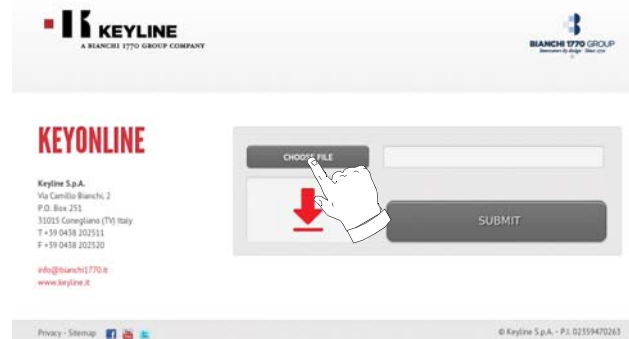 KEYLINE
A BIANCHI 1770 GROUP COMPANY
BIANCHI 1770 GROUP
KEYONLINE
CHOOSE FILE
Keyline S.p.A.
Via Camillo Bianchi, 2
P.O. Box 251
31015 Conegliano (TV) Italy
T +39 0438 202511
F +39 0438 202520
SUBMIT
info@bianchi1770.it
www.keyline.it
Privacy - Sitemap
© Keyline S.p.A. - P.I. 02359470263